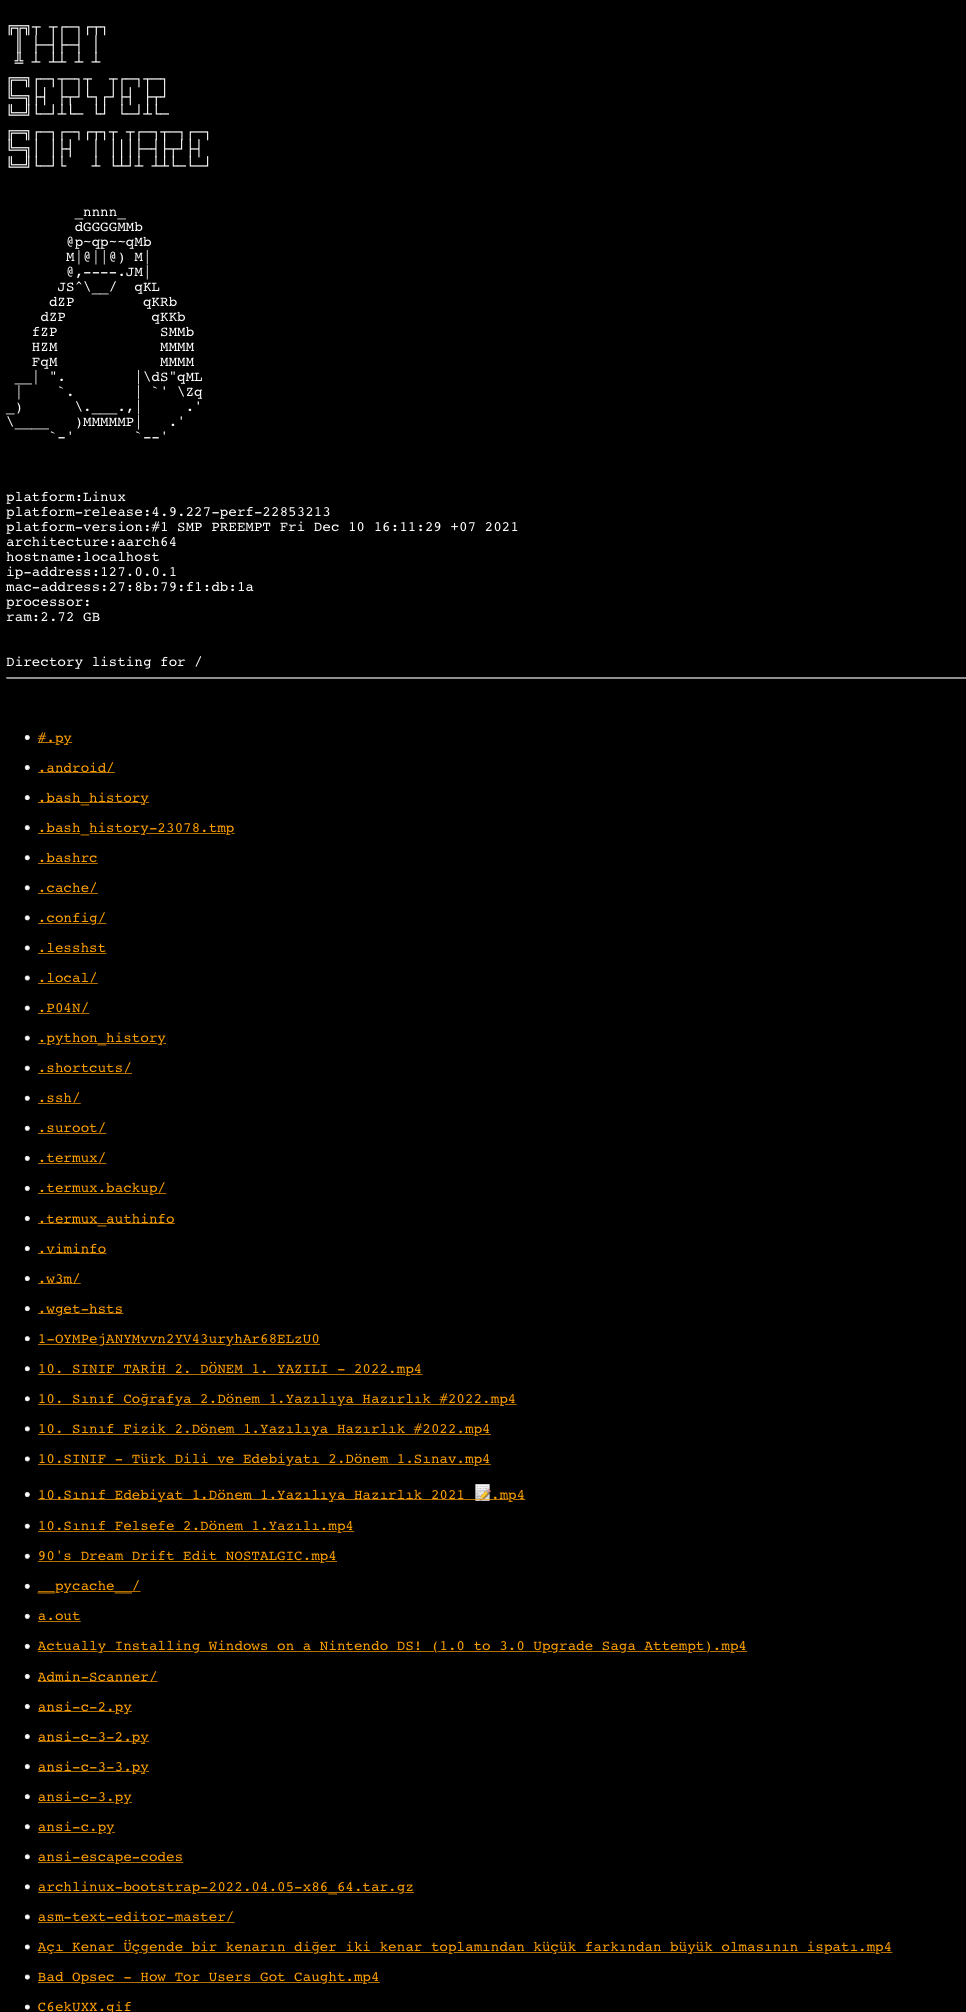 THAT
SERVER
SOFTWARE
_nnnn_
dGGGGMMb
@p~qp~~qMb
M|@||@) M|
@,----.JM|
JS^\__/  qKL
dZP        qKRb
dZP          qKKb
fZP            SMMb
HZM            MMMM
FqM            MMMM
__| ".        |\dS"qML
|    `.       | `' \Zq
_)      \.___.,|     .'
\____   )MMMMMP|   .'
`-'       `--'
platform:Linux
platform-release:4.9.227-perf-22853213
platform-version:#1 SMP PREEMPT Fri Dec 10 16:11:29 +07 2021
architecture:aarch64
hostname:localhost
ip-address:127.0.0.1
mac-address:27:8b:79:f1:db:1a
processor:
ram:2.72 GB
Directory listing for /
#.py
.android/
.bash_history
.bash_history-23078.tmp
.bashrc
.cache/
.config/
.lesshst
.local/
.P04N/
.python_history
.shortcuts/
.ssh/
.suroot/
.termux/
.termux.backup/
.termux_authinfo
.viminfo
.w3m/
.wget-hsts
1-OYMPejANYMvvn2YV43uryhAr68ELzU0
10. SINIF TARİH 2. DÖNEM 1. YAZILI - 2022.mp4
10. Sınıf Coğrafya 2.Dönem 1.Yazılıya Hazırlık #2022.mp4
10. Sınıf Fizik 2.Dönem 1.Yazılıya Hazırlık #2022.mp4
10.SINIF - Türk Dili ve Edebiyatı 2.Dönem 1.Sınav.mp4
10.Sınıf Edebiyat 1.Dönem 1.Yazılıya Hazırlık 2021 📝.mp4
10.Sınıf Felsefe 2.Dönem 1.Yazılı.mp4
90's Dream Drift Edit NOSTALGIC.mp4
__pycache__/
a.out
Actually Installing Windows on a Nintendo DS! (1.0 to 3.0 Upgrade Saga Attempt).mp4
Admin-Scanner/
ansi-c-2.py
ansi-c-3-2.py
ansi-c-3-3.py
ansi-c-3.py
ansi-c.py
ansi-escape-codes
archlinux-bootstrap-2022.04.05-x86_64.tar.gz
asm-text-editor-master/
Açı Kenar Üçgende bir kenarın diğer iki kenar toplamından küçük farkından büyük olmasının ispatı.mp4
Bad Opsec - How Tor Users Got Caught.mp4
C6ekUXX.gif